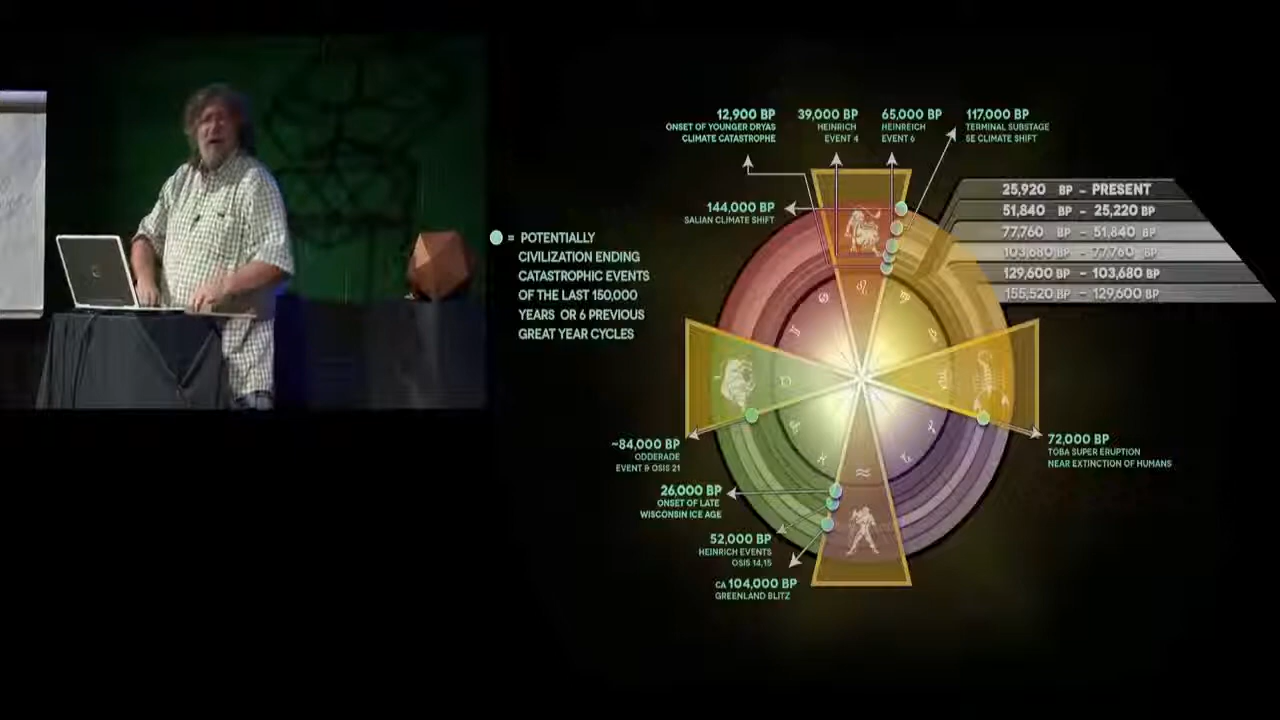 12,900 BP
ONSET OF YOUNGER DRYAS
CLIMATE CATASTROPHE
39,000 BP
HEINRICH
EVENT 4
65,000 BP
HEINREICH
EVENT 6
117,000 BP
TERMINAL SUBSTAGE
5E CLIMATE SHIFT
144,000 BP
SALIAN CLIMATE SHIFT
25,920 BP - PRESENT
51,840 BP - 25,220 BP
77,760 BP - 51,840 BP
103,680 BP - 77,760 BP
129,600 BP - 103,680 BP
155,520 BP - 129,600 BP
= POTENTIALLY
CIVILIZATION ENDING
CATASTROPHIC EVENTS
OF THE LAST 150,000
YEARS OR 6 PREVIOUS
GREAT YEAR CYCLES
~84,000 BP
ODDERADE
EVENT & OSIS 21
72,000 BP
TOBA SUPER ERUPTION
NEAR EXTINCTION OF HUMANS
26,000 BP
ONSET OF LATE
WISCONSIN ICE AGE
52,000 BP
HEINRICH EVENTS
OSIS 14,15
CA 104,000 BP
GREENLAND BLITZ